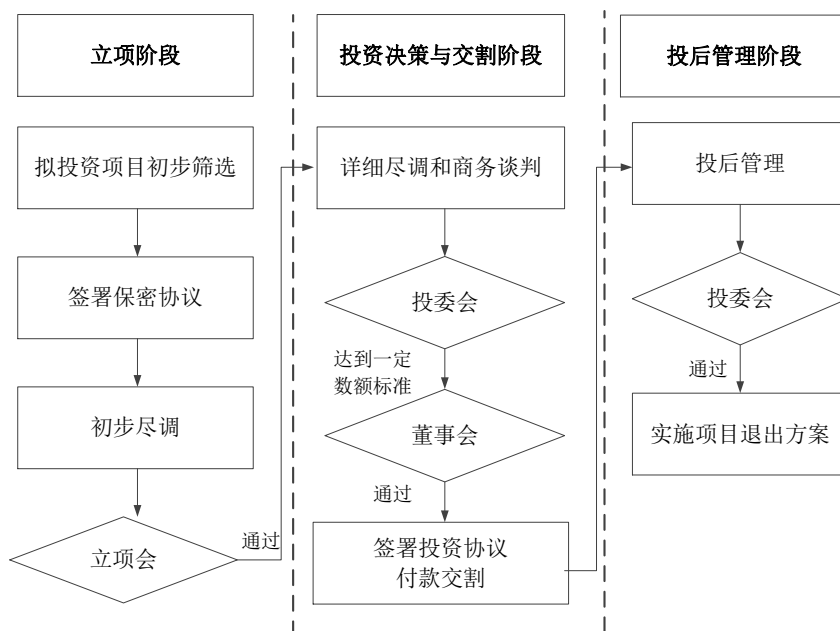 立项阶段
拟投资项目初步筛选
签署保密协议
初步尽调
立项会
通过
投资决策与交割阶段
详细尽调和商务谈判
投委会
达到一定
数额标准
董事会
通过
签署投资协议
付款交割
投后管理阶段
投后管理
投委会
通过
实施项目退出方案